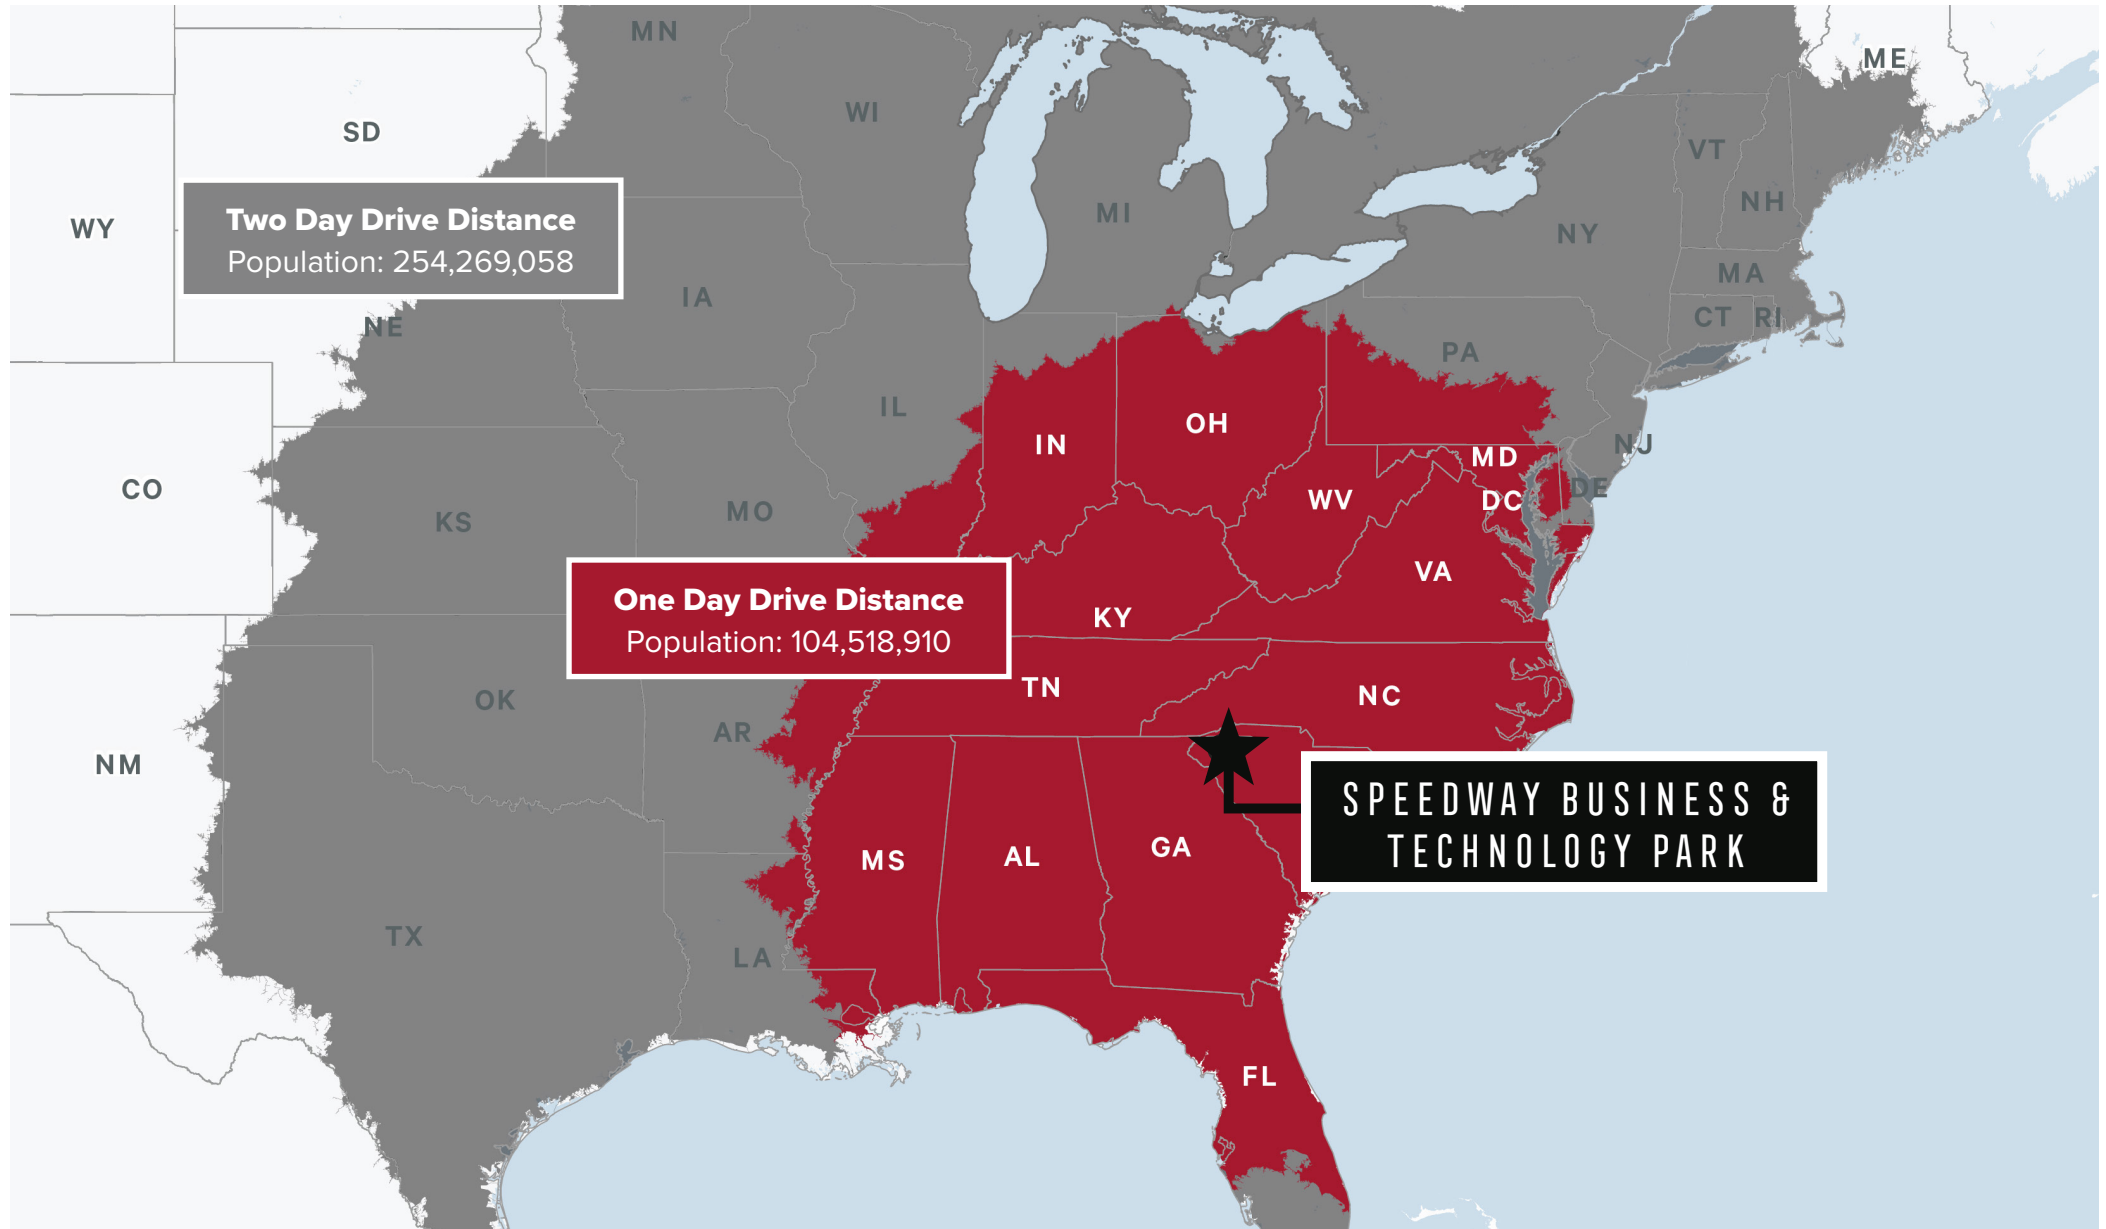 MN
ME
WI
SD
VT
NH
MI
WY
NY
Two Day Drive Distance
Population: 254,269,058
MA
IA
CT RI
NE
PA
IL
OH
IN
NJ
MD
CO
DE
WV
DC
MO
KS
VA
One Day Drive Distance
Population: 104,518,910
KY
TN
NC
OK
AR
NM
SPEEDWAY BUSINESS &
TECHNOLOGY PARK
GA
AL
MS
TX
LA
FL